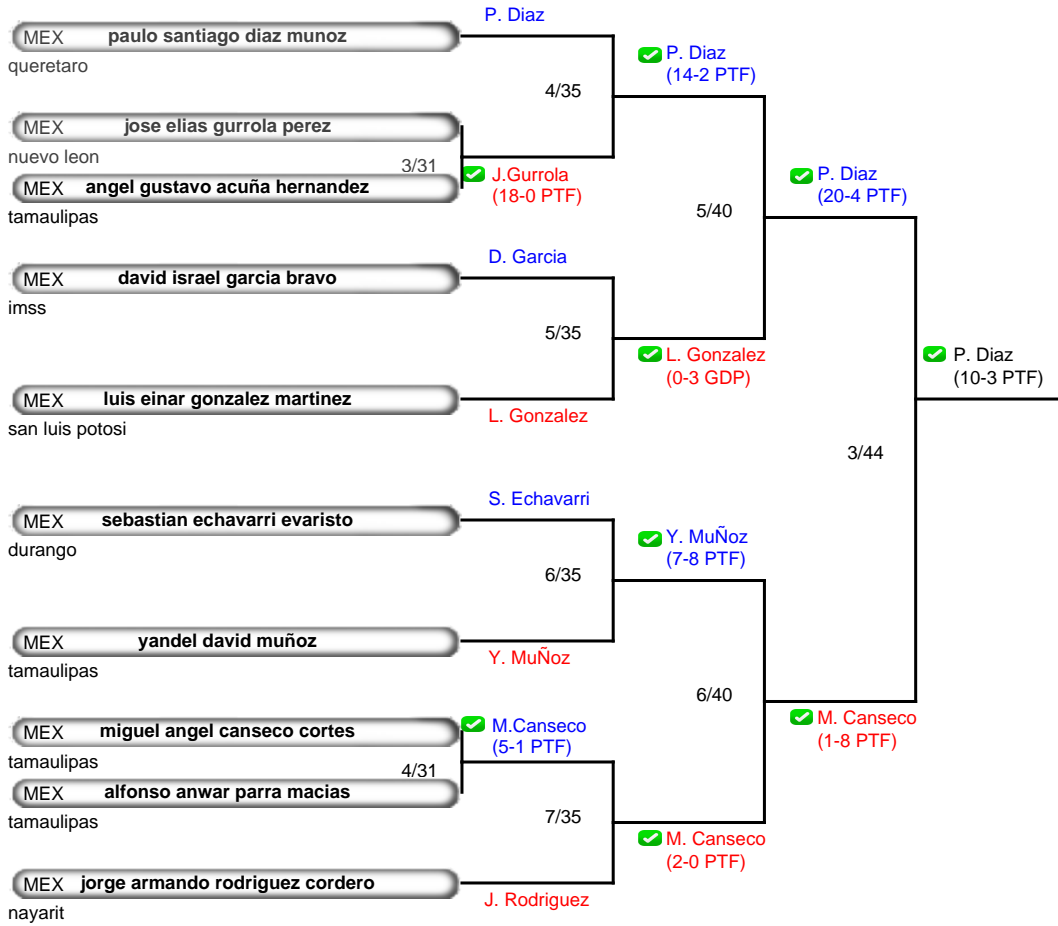 P. Diaz
MEX paulo santiago diaz munoz
queretaro
P. Diaz
(14-2 PTF)
4/35
MEX jose elias gurrola perez
nuevo leon
3/31
J.Gurrola
(18-0 PTF)
MEX angel gustavo acuña hernandez
tamaulipas
P. Diaz
(20-4 PTF)
5/40
D. Garcia
MEX david israel garcia bravo
imss
5/35
L. Gonzalez
(0-3 GDP)
P. Diaz
(10-3 PTF)
MEX luis einar gonzalez martinez
san luis potosi
L. Gonzalez
3/44
S. Echavarri
MEX sebastian echavarri evaristo
durango
Y. MuÑoz
(7-8 PTF)
6/35
MEX yandel david muñoz
tamaulipas
Y. MuÑoz
6/40
MEX miguel angel canseco cortes
tamaulipas
M.Canseco
(5-1 PTF)
M. Canseco
(1-8 PTF)
4/31
MEX alfonso anwar parra macias
tamaulipas
7/35
M. Canseco
(2-0 PTF)
MEX jorge armando rodriguez cordero
nayarit
J. Rodriguez